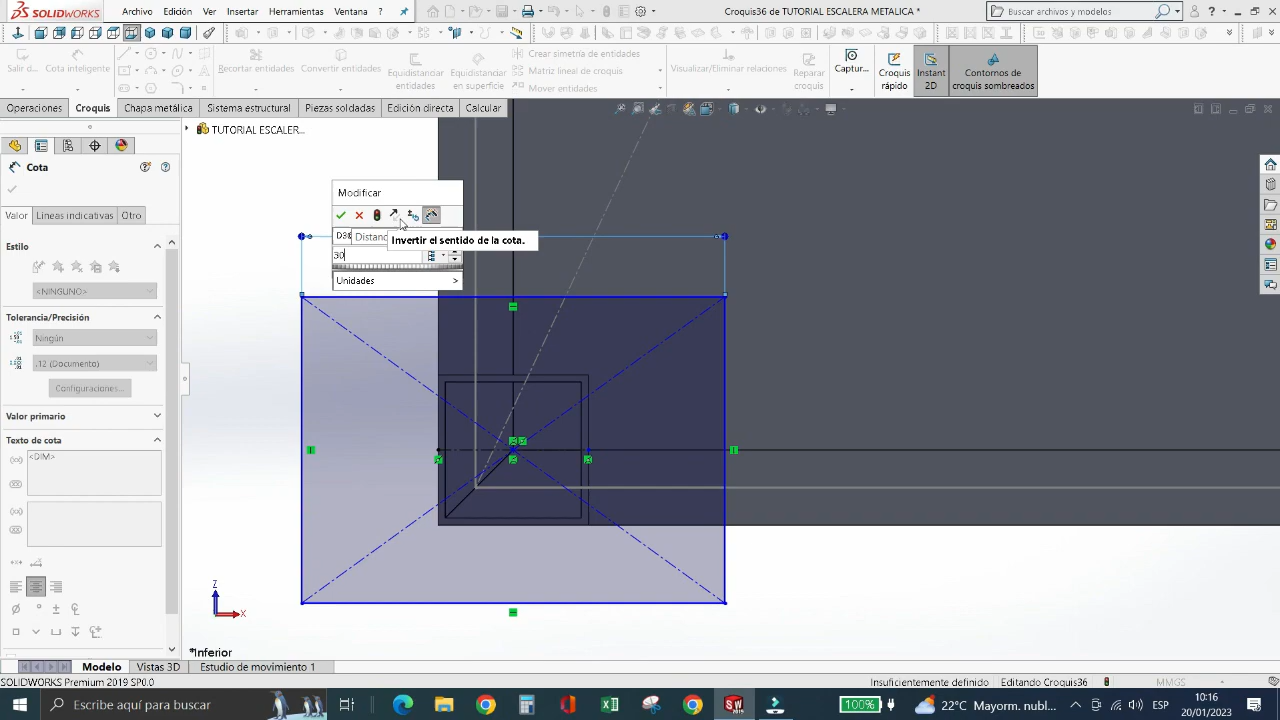 SOLIDWORKS
Archivo Edición Ver Insertar Herramientas Ventana ?
Croquis36 de TUTORIAL ESCALERA METALICA *
Buscar archivos y modelos
Salir d...
Cota inteligente
Recortar entidades
Convertir entidades
Equidistanciar
entidades
Equidistanciar
en superficie
Crear simetría de entidades
Matriz lineal de croquis
Mover entidades
Visualizar/Eliminar relaciones
Reparar
croquis
Captur...
Croquis
rápido
Instant
2D
Contornos de
croquis sombreados
Operaciones Croquis Chapa metálica Sistema estructural Piezas soldadas Edición directa Calcular
TUTORIAL ESCALER...
Cota
Valor Líneas indicativas Otro
Estilo
<NINGUNO>
Tolerancia/Precisión
Ningún
.12 (Documento)
Configuraciones...
Valor primario
Texto de cota
<DIM>
Modificar
Distanc
Invertir el sentido de la cota.
30
Unidades >
Z
X
*Inferior
Modelo Vistas 3D Estudio de movimiento 1
SOLIDWORKS Premium 2019 SP0.0
Insuficientemente definido Editando Croquis36 MMGS
Escribe aquí para buscar
100%
22°C Mayorm. nubl...
ESP
10:16
20/01/2023